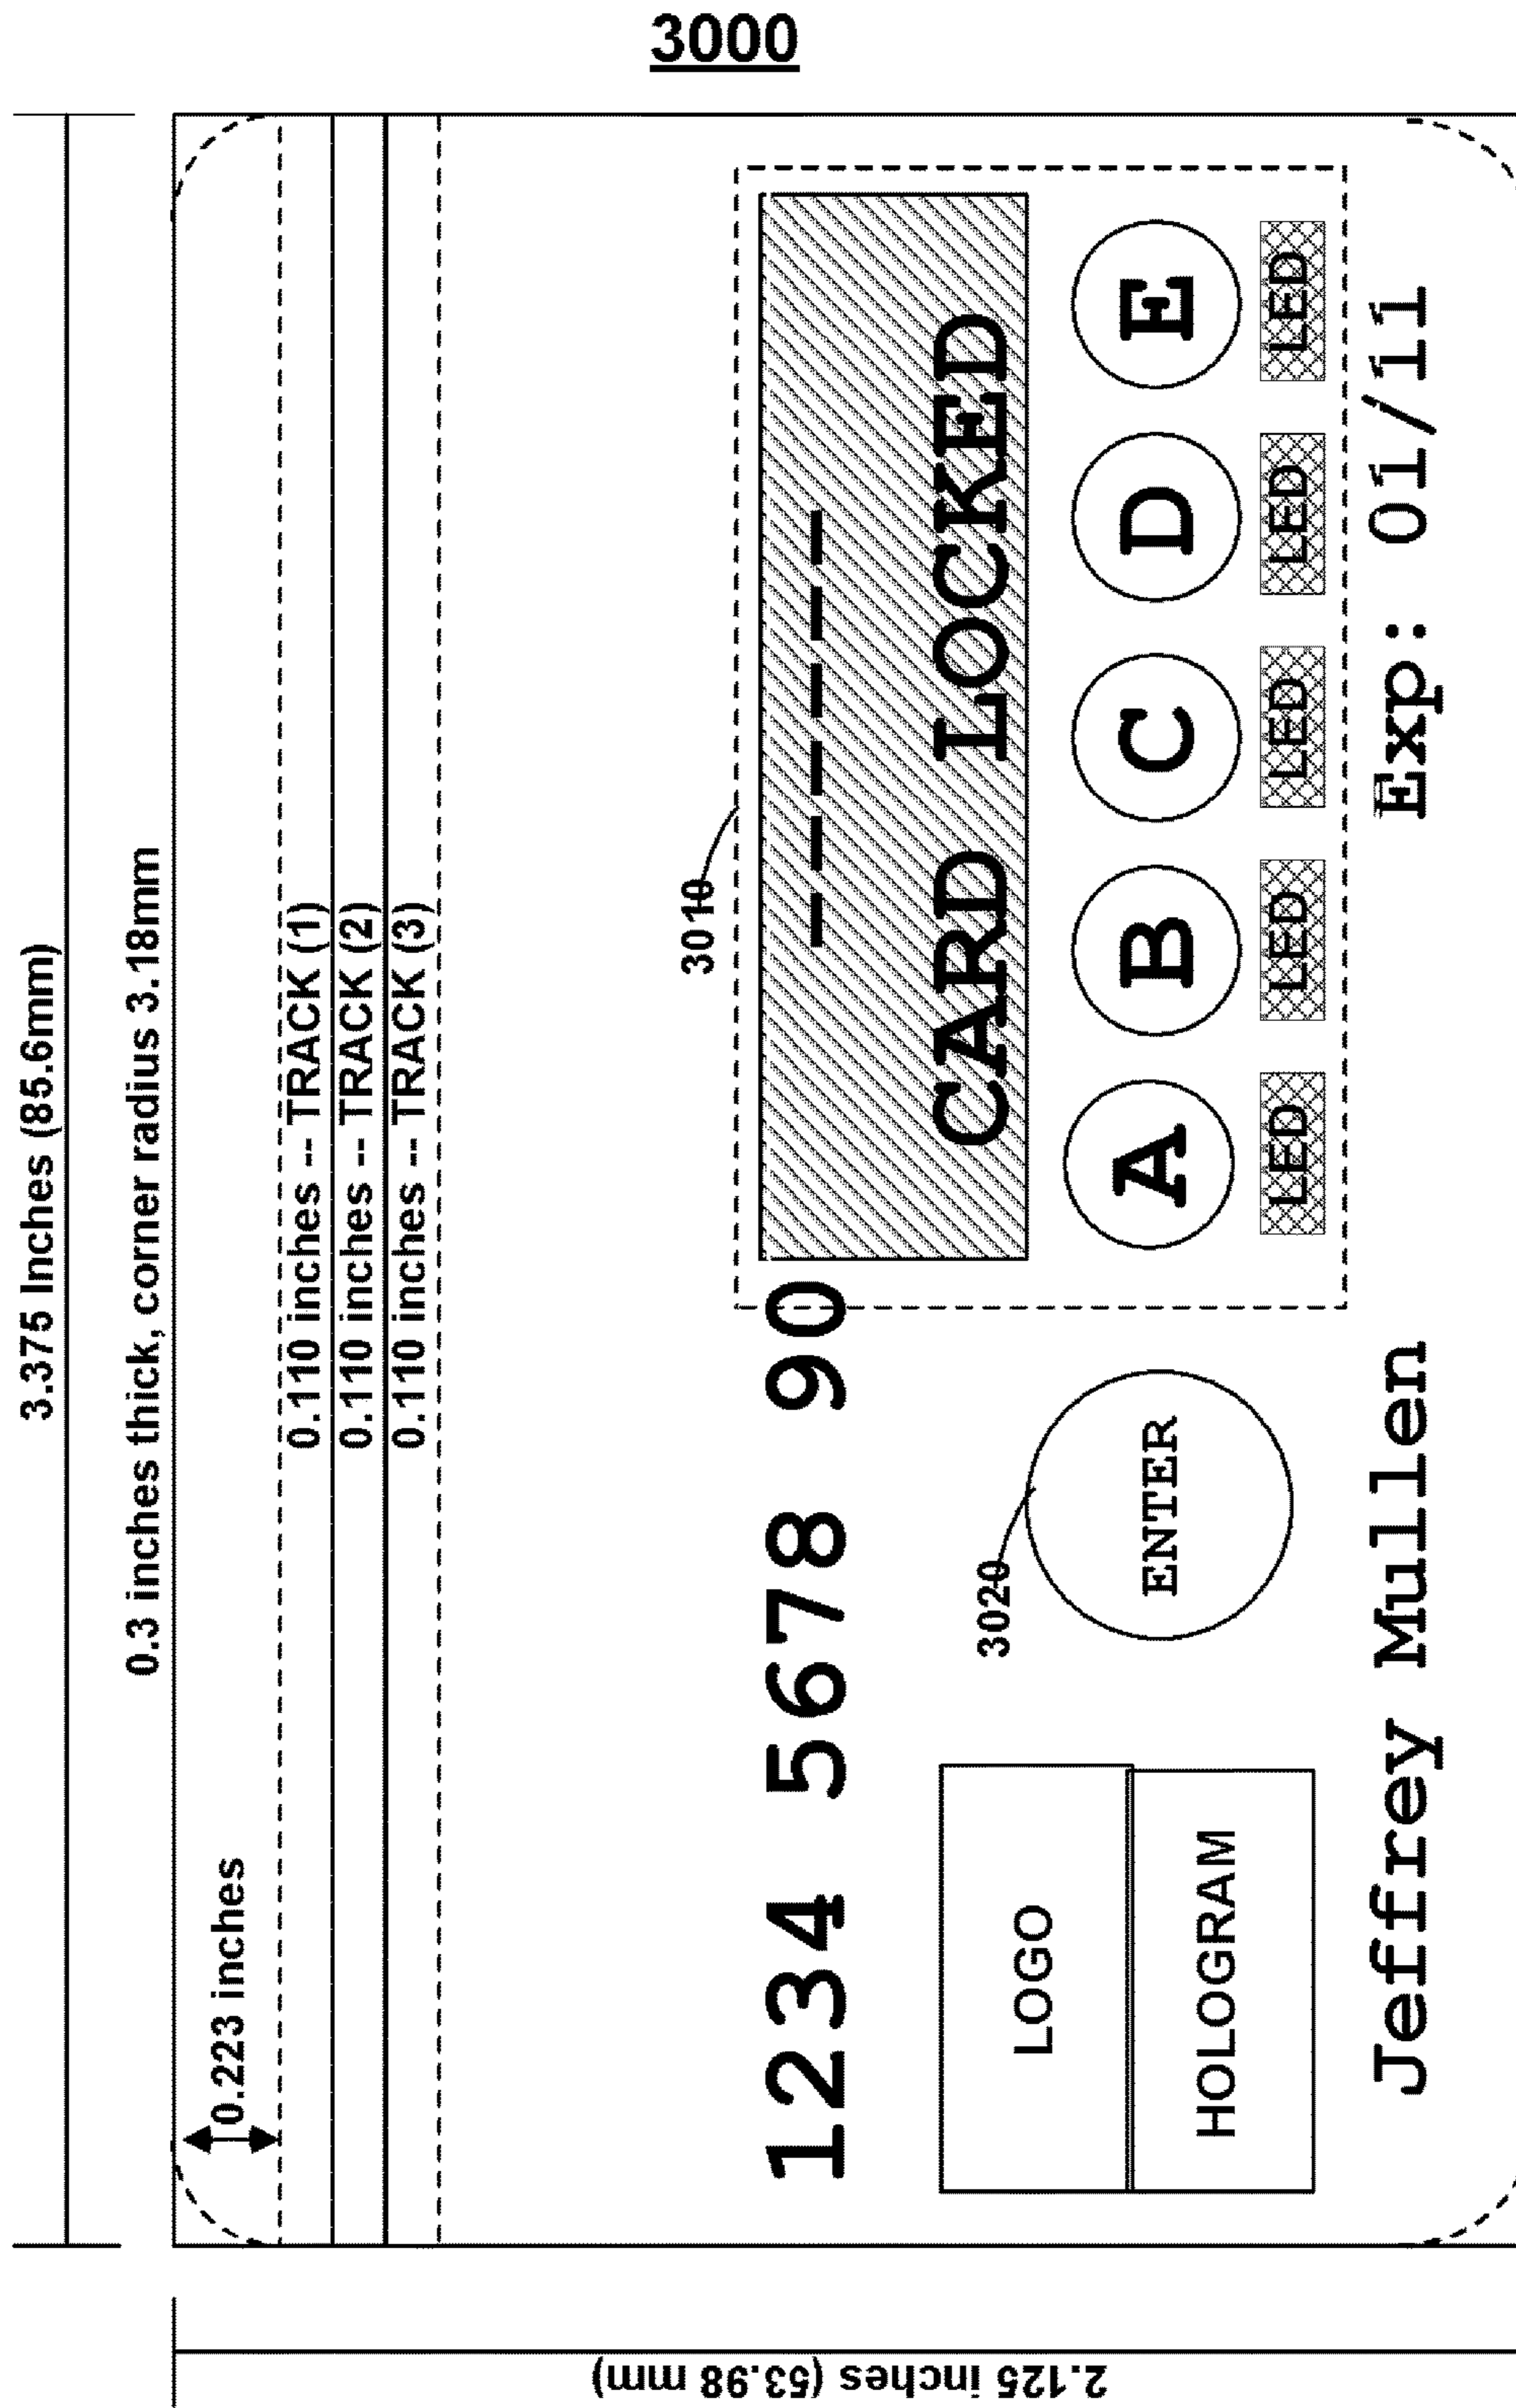 3000
3.375 Inches (85.6mm)
0.3 inches thick, corner radius 3.18mm
0.223 inches
0.110 inches -- TRACK (1)
0.110 inches -- TRACK (2)
0.110 inches -- TRACK (3)
3010
1234 5678 90_ _ _ _ _ _
CARD LOCKED
LOGO
HOLOGRAM
3020
ENTER
A B C D E
LED LED LED LED LED
Jeffrey Mullen Exp: 01/11
2.125 inches (53.98 mm)